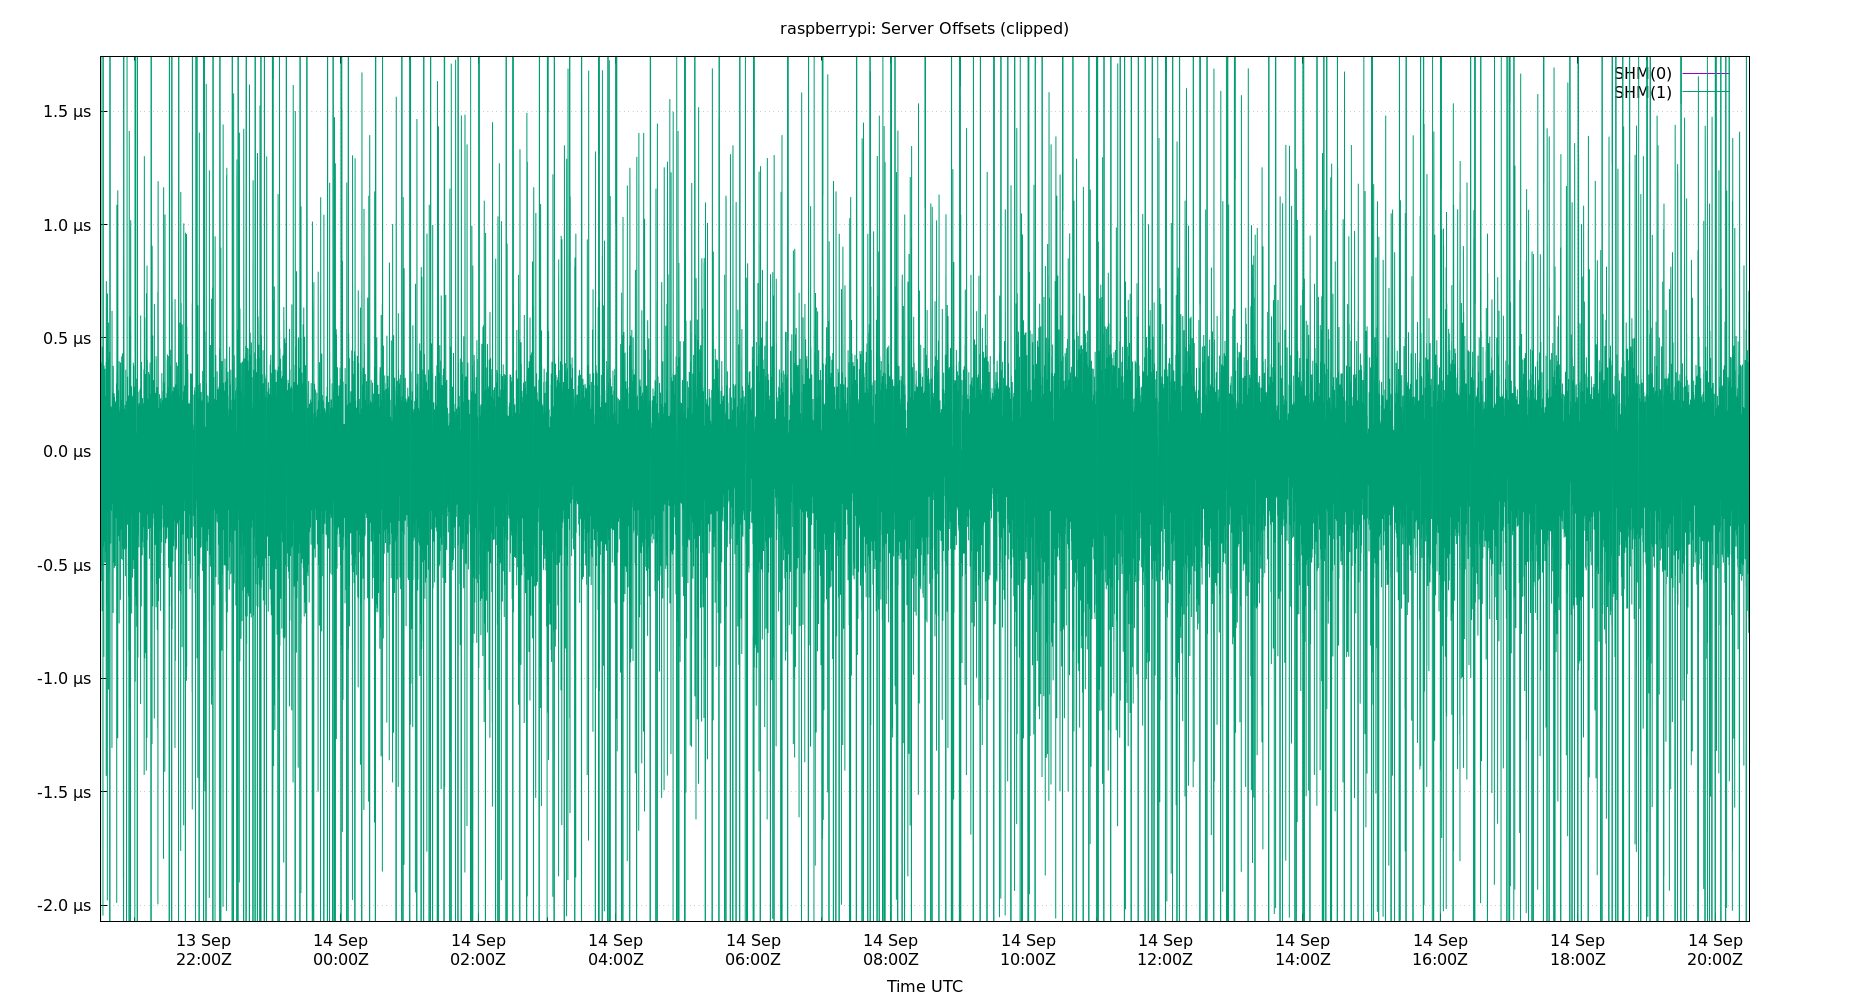 raspberrypi: Server Offsets (clipped)
SHM(0)
SHM(1)
1.5 µs
1.0 µs
0.5 µs
0.0 µs
-0.5 µs
-1.0 µs
-1.5 µs
-2.0 µs
13 Sep 14 Sep 14 Sep 14 Sep 14 Sep 14 Sep 14 Sep 14 Sep 14 Sep 14 Sep 14 Sep 14 Sep
22:00Z 00:00Z 02:00Z 04:00Z 06:00Z 08:00Z 10:00Z 12:00Z 14:00Z 16:00Z 18:00Z 20:00Z
Time UTC